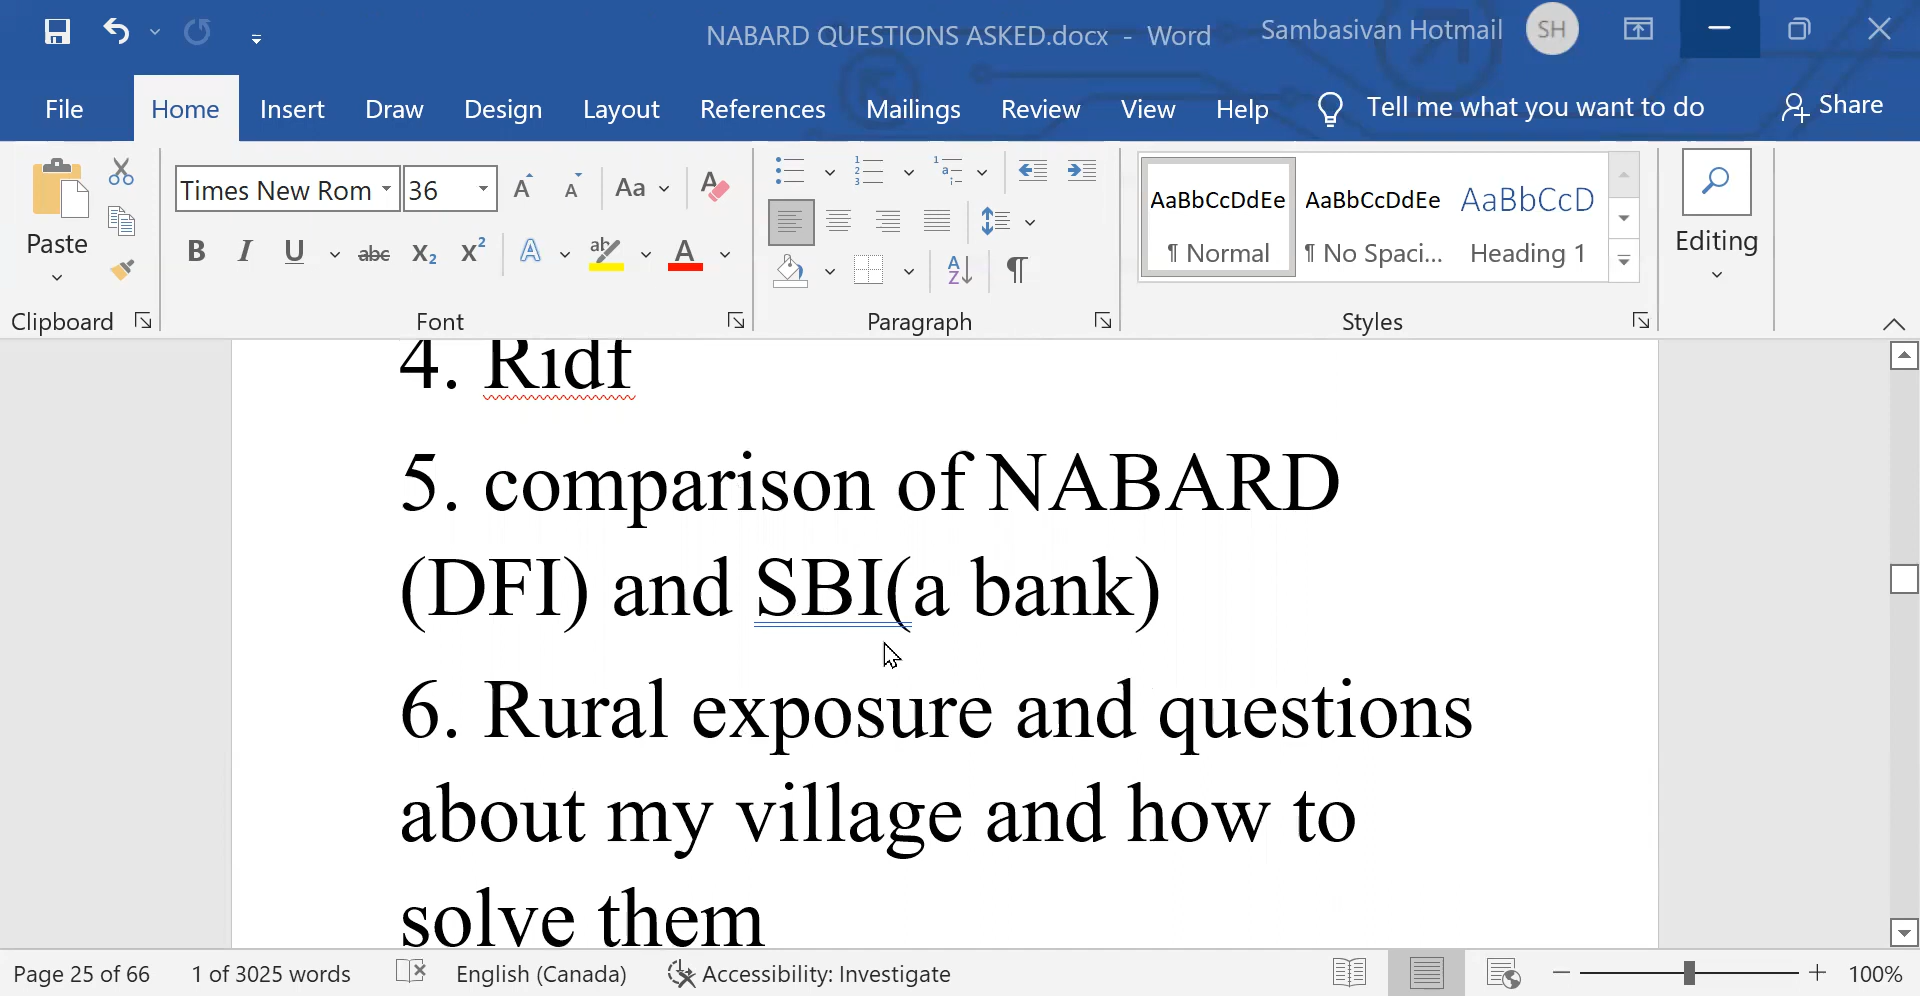 NABARD QUESTIONS ASKED.docx - Word
Sambasivan Hotmail
SH
File Home Insert Draw Design Layout References Mailings Review View Help Tell me what you want to do Share
Paste
Clipboard
Times New Rom 36
Aa
B I U abc X₂ X² A ab A
Font
Paragraph
AaBbCcDdEe AaBbCcDdEe AaBbCcD
¶ Normal ¶ No Spaci... Heading 1
Styles
Editing
4. Ridf
5. comparison of NABARD
(DFI) and SBI(a bank)
6. Rural exposure and questions
about my village and how to
solve them
Page 25 of 66 1 of 3025 words English (Canada) Accessibility: Investigate 100%